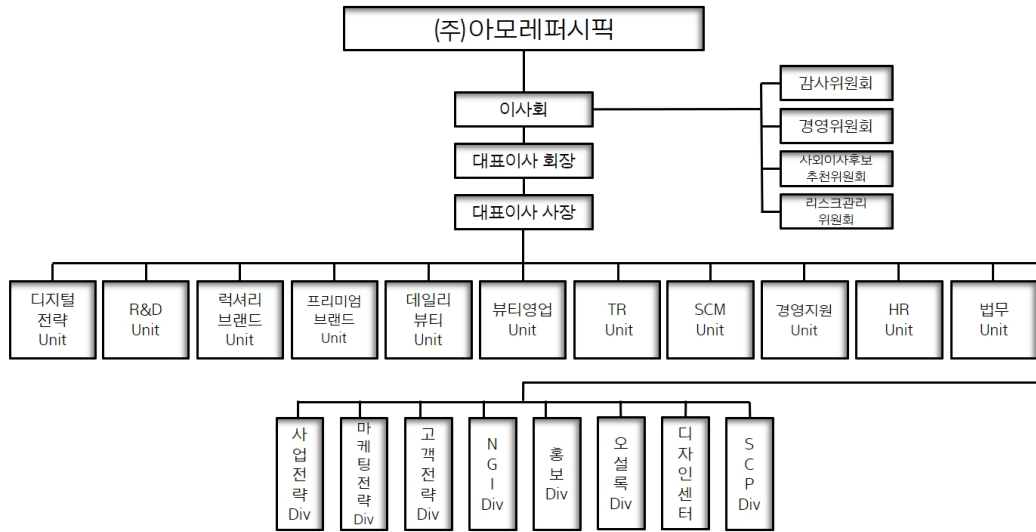 (주)아모레퍼시픽
이사회
대표이사 회장
대표이사 사장
감사위원회
경영위원회
사외이사후보
추천위원회
리스크관리
위원회
디지털
전략
Unit
R&D
Unit
럭셔리
브랜드
Unit
프리미엄
브랜드
Unit
데일리
뷰티
Unit
뷰티영업
Unit
TR
Unit
SCM
Unit
경영지원
Unit
HR
Unit
법무
Unit
사
업
전
략
Div
마
케
팅
전
략
Div
고
객
전
략
Div
N
G
I
Div
홍
보
Div
오
설
록
Div
디
자
인
센
터
S
C
P
Div